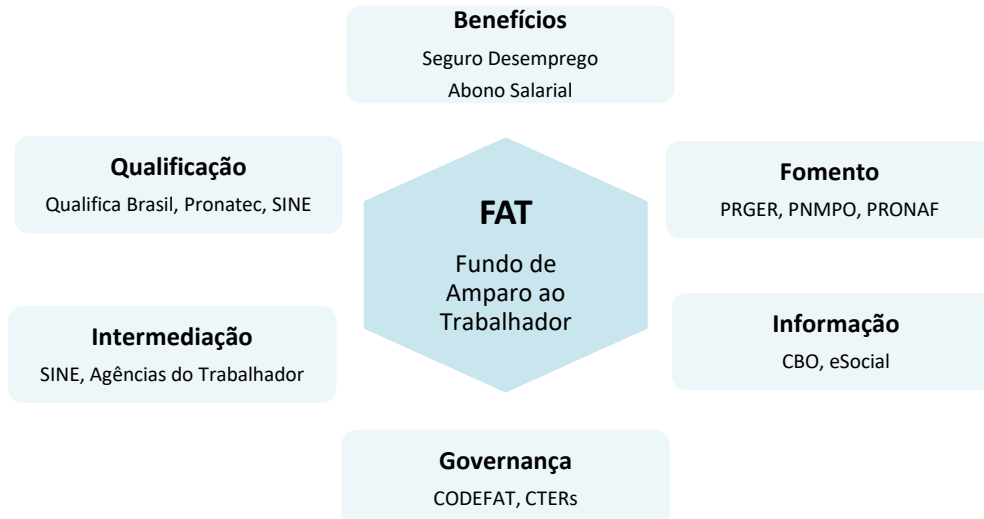 Benefícios
Seguro Desemprego
Abono Salarial
Qualificação
Qualifica Brasil, Pronatec, SINE
FAT
Fundo de
Amparo ao
Trabalhador
Fomento
PRGER, PNMPO, PRONAF
Intermediação
SINE, Agências do Trabalhador
Informação
CBO, eSocial
Governança
CODEFAT, CTERs